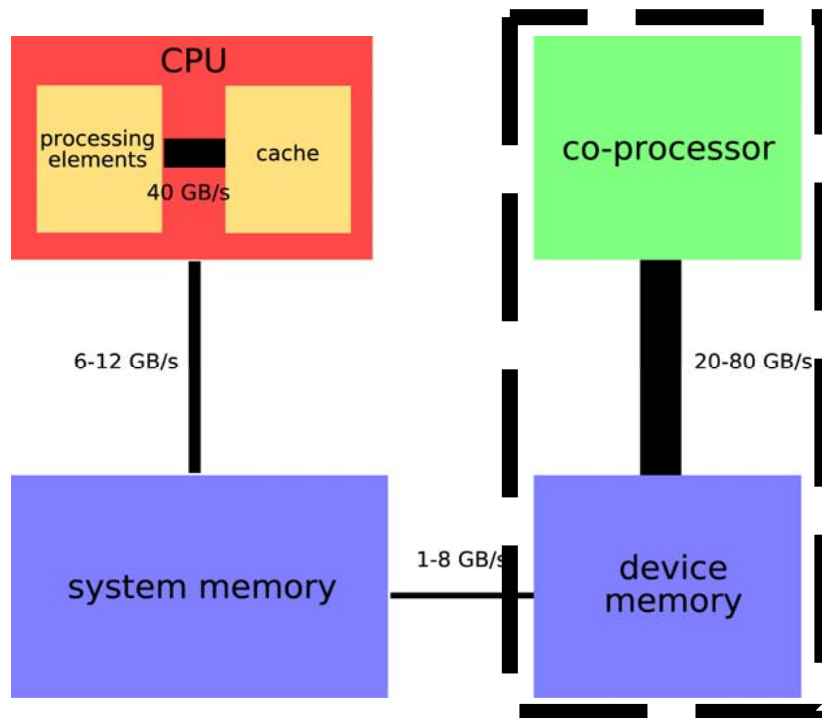 CPU
processing
elements
cache
40 GB/s
co-processor
6-12 GB/s
20-80 GB/s
system memory
1-8 GB/s
device
memory